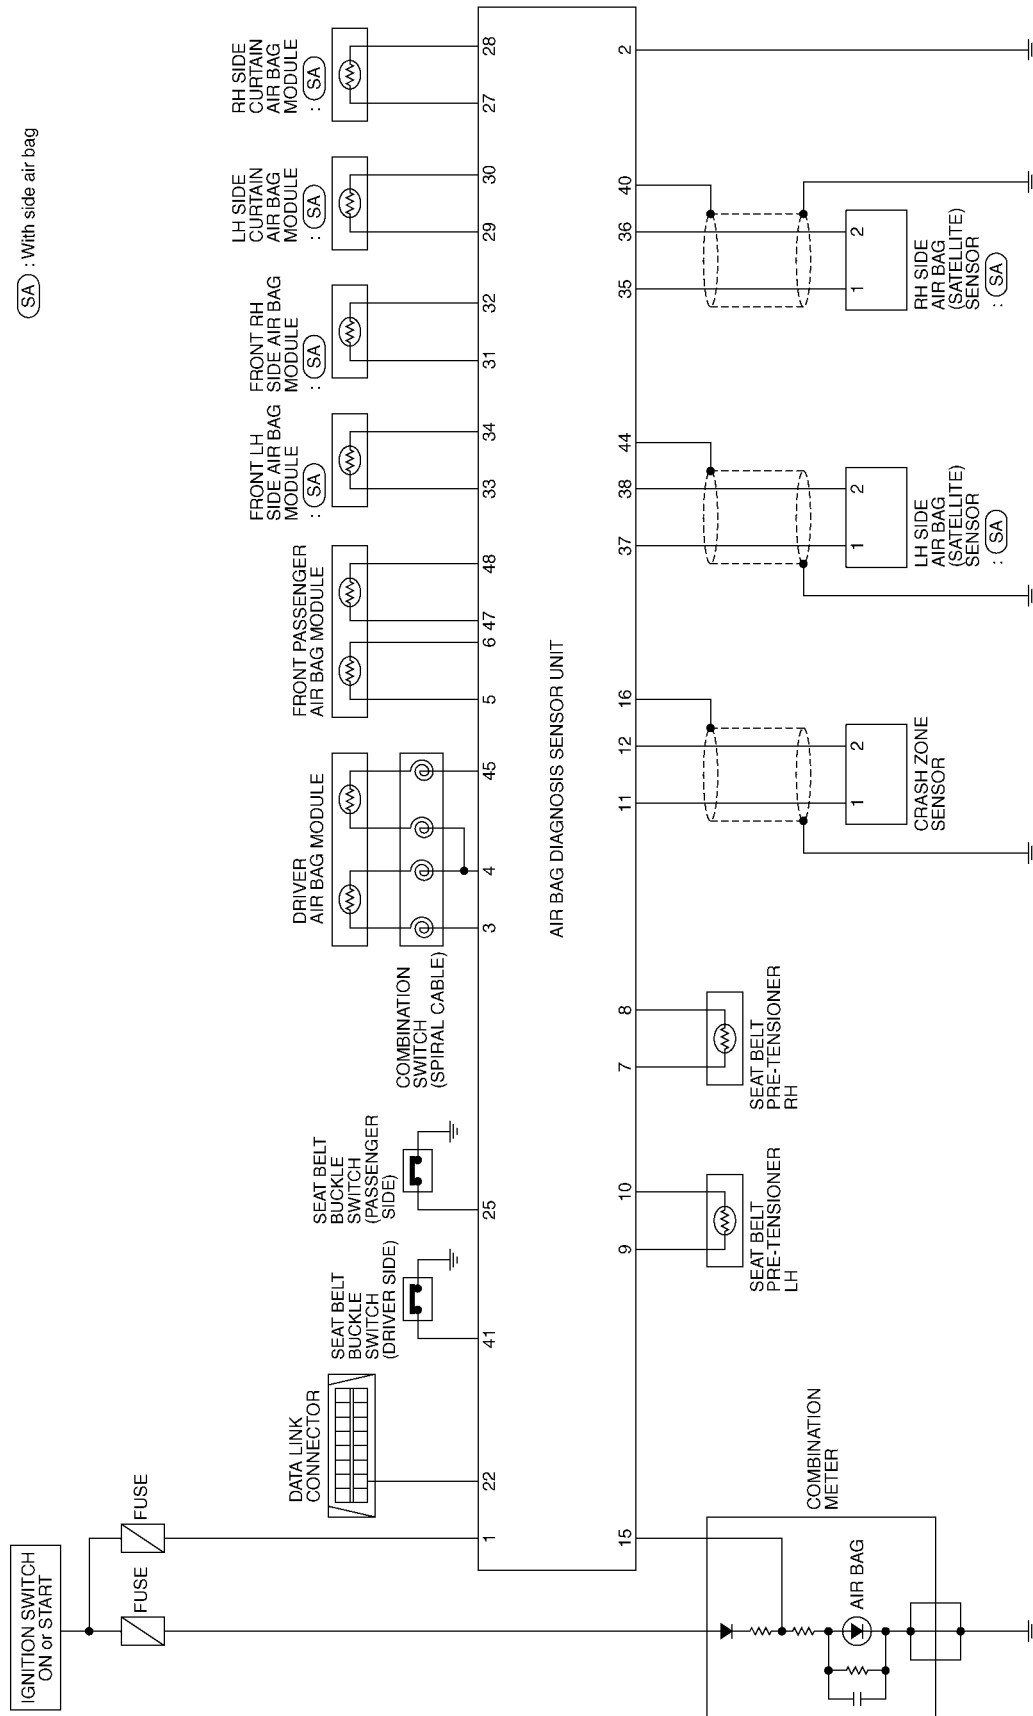 IGNITION SWITCH
ON or START
FUSE
FUSE
(SA) : With side air bag
DATA LINK
CONNECTOR
SEAT BELT
BUCKLE
SWITCH
(DRIVER SIDE)
SEAT BELT
BUCKLE
SWITCH
(PASSENGER
SIDE)
COMBINATION
SWITCH
(SPIRAL CABLE)
DRIVER
AIR BAG MODULE
FRONT PASSENGER
AIR BAG MODULE
FRONT LH
SIDE AIR BAG
MODULE
: (SA)
FRONT RH
SIDE AIR BAG
MODULE
: (SA)
LH SIDE
CURTAIN
AIR BAG
MODULE
: (SA)
RH SIDE
CURTAIN
AIR BAG
MODULE
: (SA)
1 22 41 25 3 4 45 5 6 47 48 33 34 31 32 29 30 27 28
AIR BAG DIAGNOSIS SENSOR UNIT
15 9 10 7 8 11 12 16 37 38 44 35 36 40 2
COMBINATION
METER
AIR BAG
SEAT BELT
PRE-TENSIONER
LH
SEAT BELT
PRE-TENSIONER
RH
1 2
CRASH ZONE
SENSOR
1 2
LH SIDE
AIR BAG
(SATELLITE)
SENSOR
: (SA)
1 2
RH SIDE
AIR BAG
(SATELLITE)
SENSOR
: (SA)